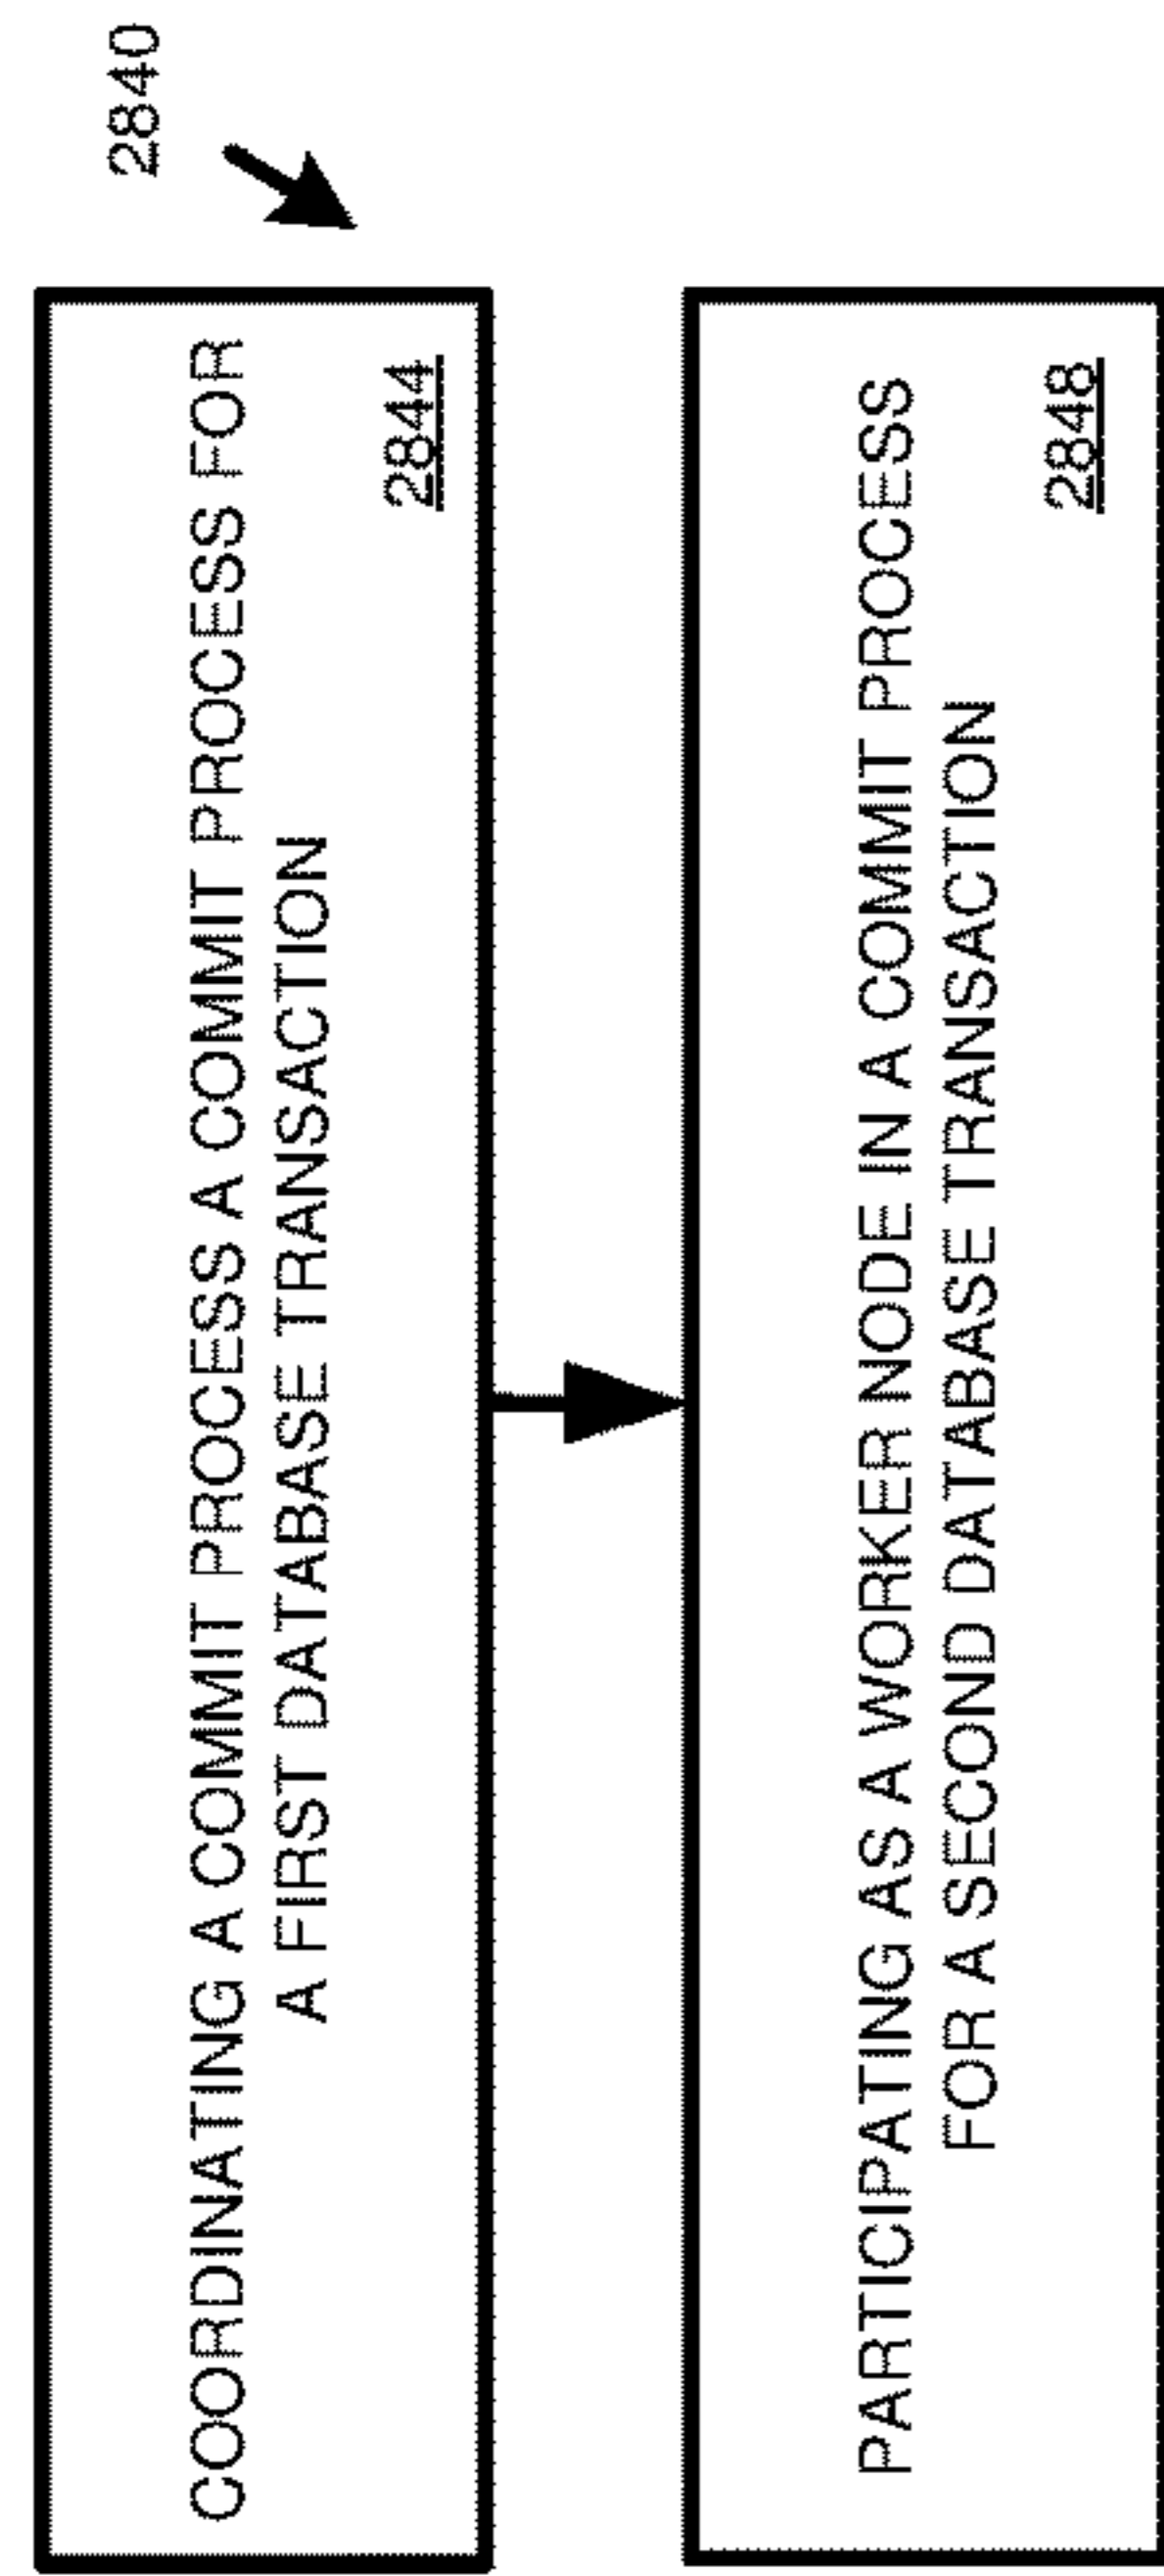 2840
COORDINATING A COMMIT PROCESS A COMMIT PROCESS FOR
A FIRST DATABASE TRANSACTION
2844
PARTICIPATING AS A WORKER NODE IN A COMMIT PROCESS
FOR A SECOND DATABASE TRANSACTION
2848